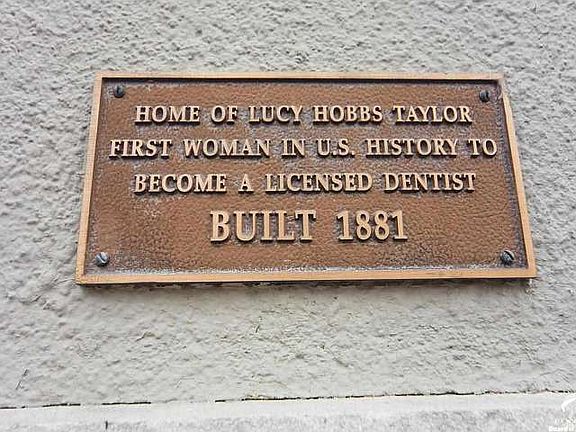 HOME OF LUCY HOBBS TAYLOR
FIRST WOMAN IN U.S. HISTORY TO
BECOME A LICENSED DENTIST
BUILT 1881